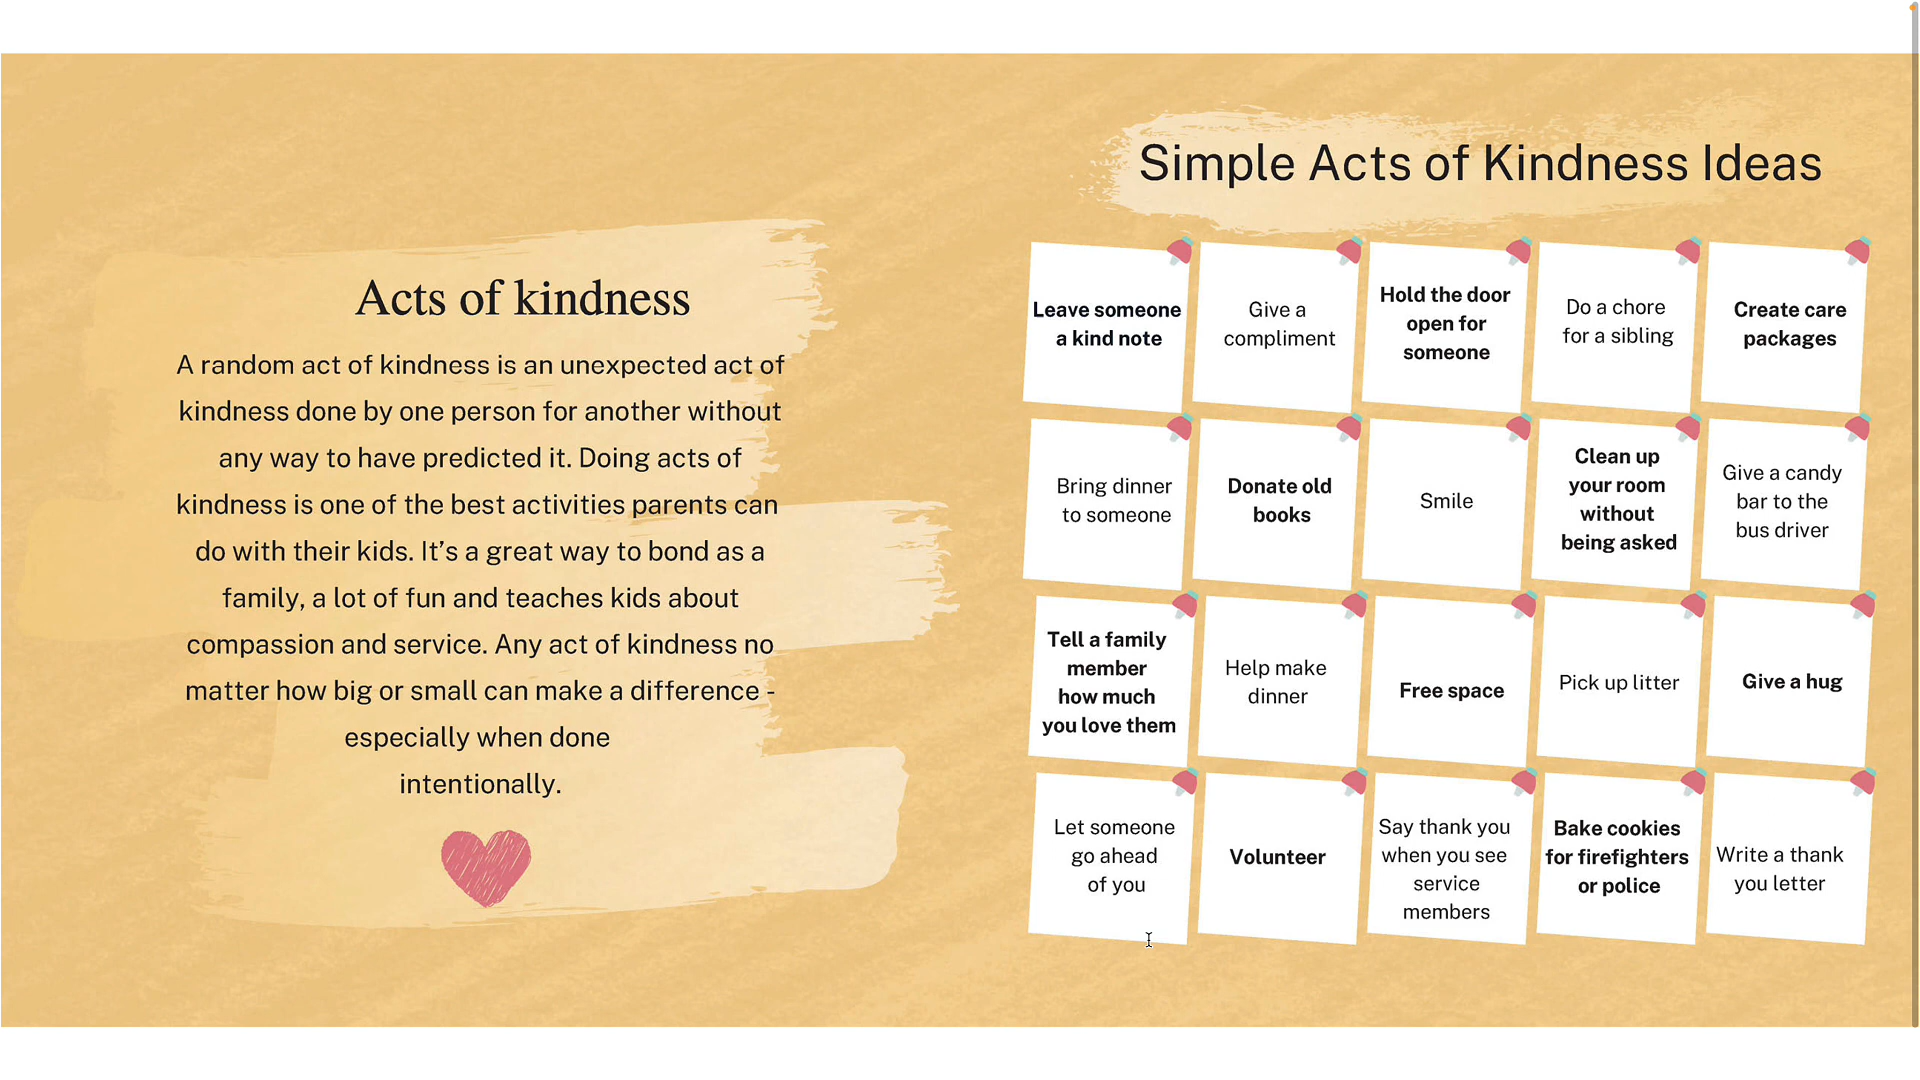 Acts of kindness
A random act of kindness is an unexpected act of
kindness done by one person for another without
any way to have predicted it. Doing acts of
kindness is one of the best activities parents can
do with their kids. It’s a great way to bond as a
family, a lot of fun and teaches kids about
compassion and service. Any act of kindness no
matter how big or small can make a difference -
especially when done
intentionally.
Simple Acts of Kindness Ideas
Leave someone
a kind note
Give a
compliment
Hold the door
open for
someone
Do a chore
for a sibling
Create care
packages
Bring dinner
to someone
Donate old
books
Smile
Clean up
your room
without
being asked
Give a candy
bar to the
bus driver
Tell a family
member
how much
you love them
Help make
dinner
Free space
Pick up litter
Give a hug
Let someone
go ahead
of you
Volunteer
Say thank you
when you see
service
members
Bake cookies
for firefighters
or police
Write a thank
you letter